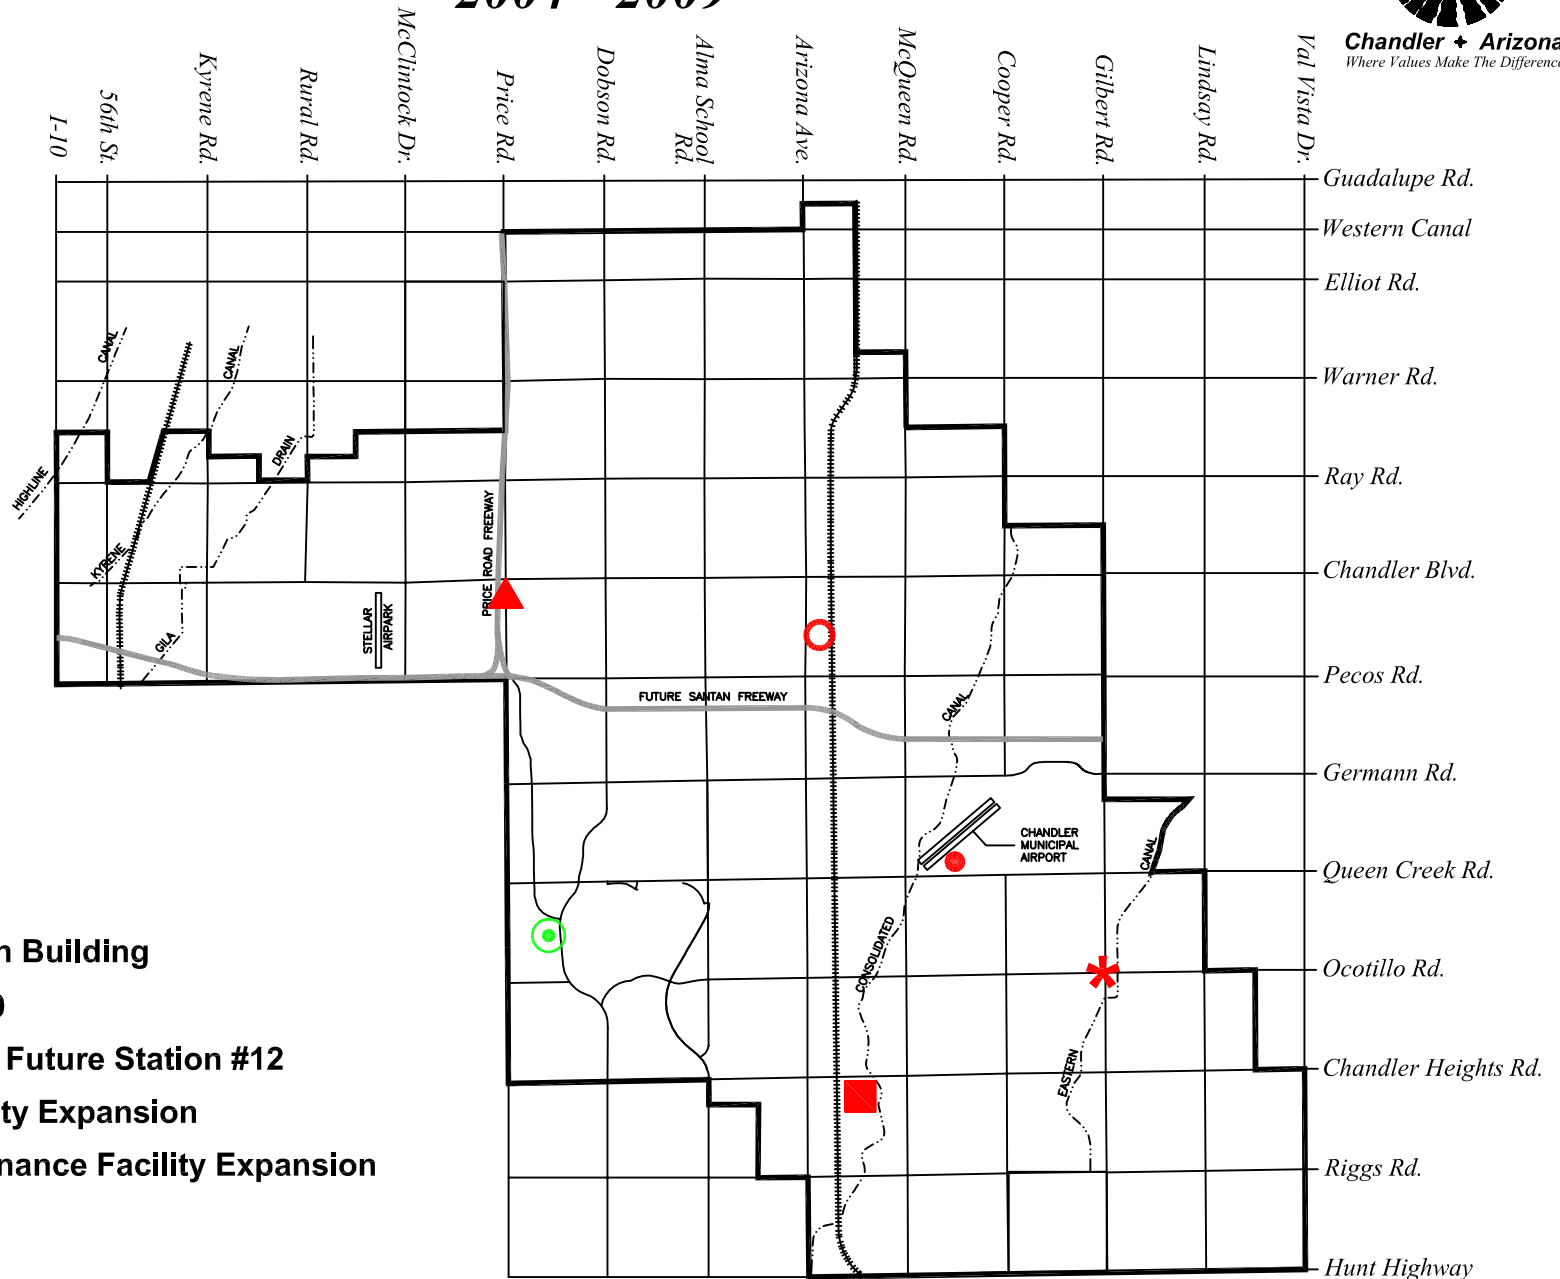 2004 - 2009
Chandler Arizona
Where Values Make The Difference
I-10
56th St.
Kyrene Rd.
Rural Rd.
McClintock Dr.
Price Rd.
Dobson Rd.
Alma School
Rd.
Arizona Ave.
McQueen Rd.
Cooper Rd.
Gilbert Rd.
Lindsay Rd.
Val Vista Dr.
Guadalupe Rd.
Western Canal
Elliot Rd.
Warner Rd.
Ray Rd.
Chandler Blvd.
Pecos Rd.
Germann Rd.
Queen Creek Rd.
Ocotillo Rd.
Chandler Heights Rd.
Riggs Rd.
Hunt Highway
CANAL
HIGHLINE
CANAL
KYRENE
DRAIN
GILA
STELLAR
AIRPARK
PRICE ROAD FREEWAY
FUTURE SANTAN FREEWAY
CANAL
CONSOLIDATED
CHANDLER
MUNICIPAL
AIRPORT
CANAL
EASTERN
n Building
Future Station #12
ty Expansion
nance Facility Expansion